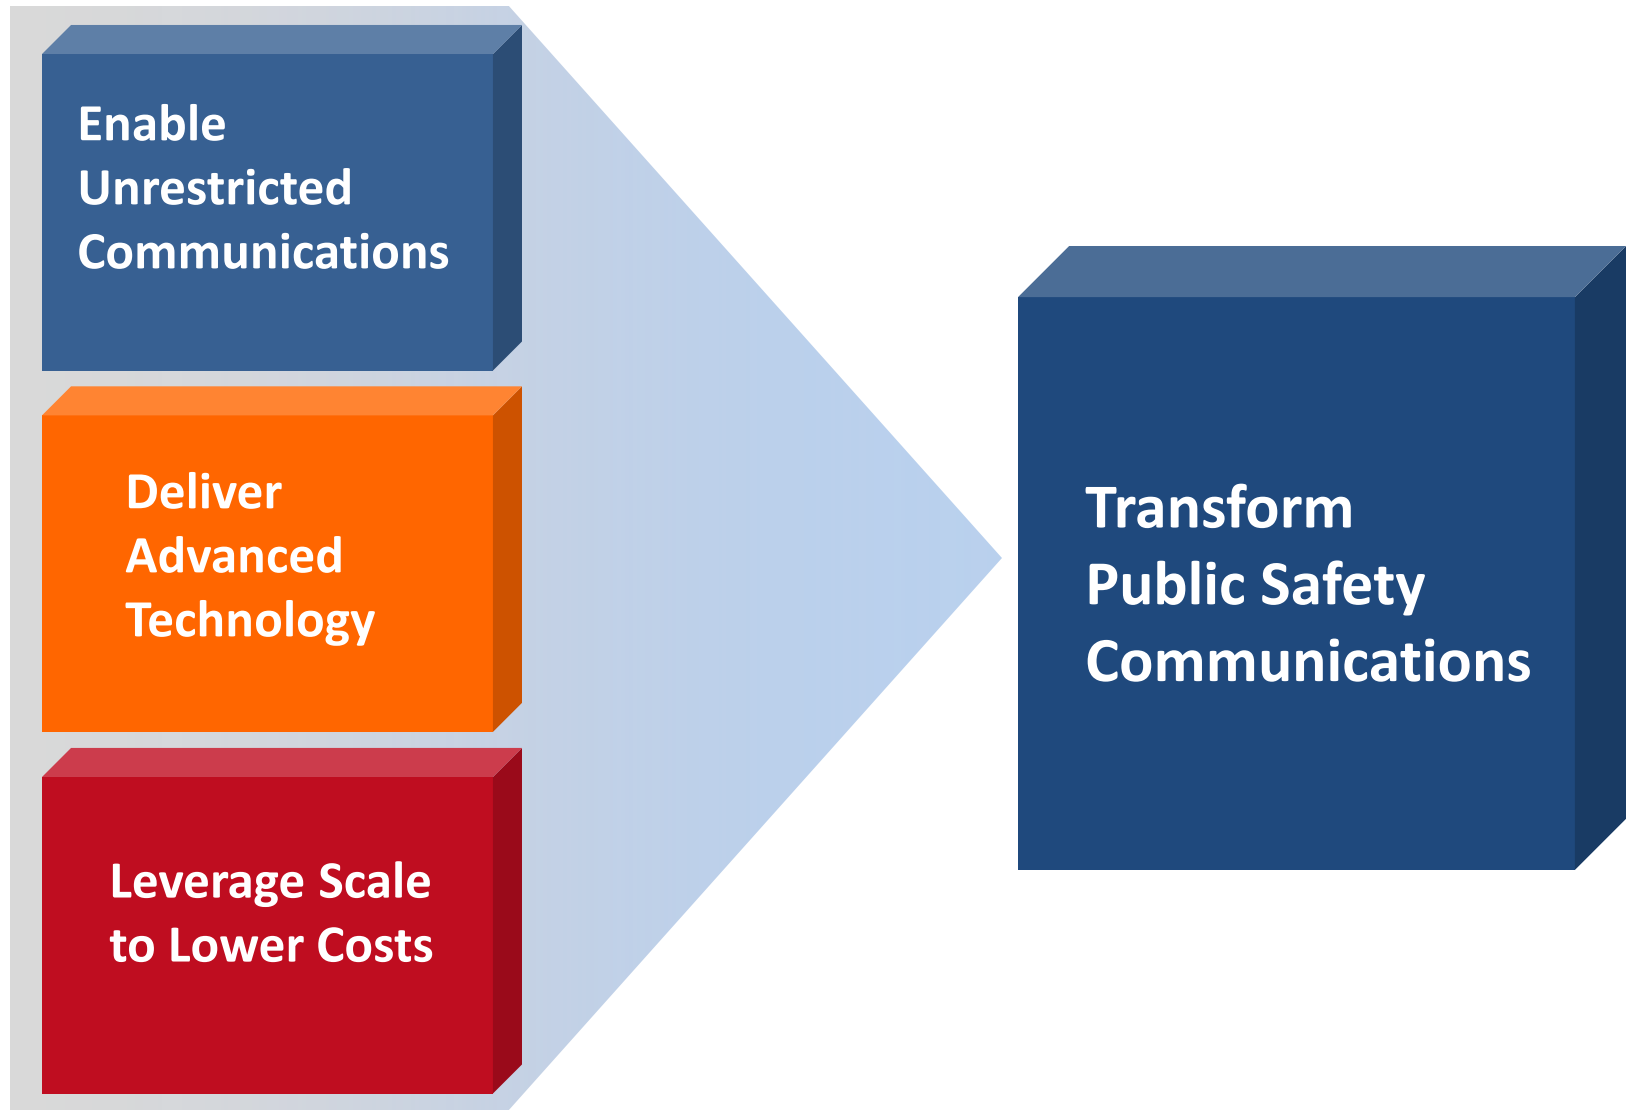 Enable
Unrestricted
Communications
Deliver
Advanced
Technology
Leverage Scale
to Lower Costs
Transform
Public Safety
Communications